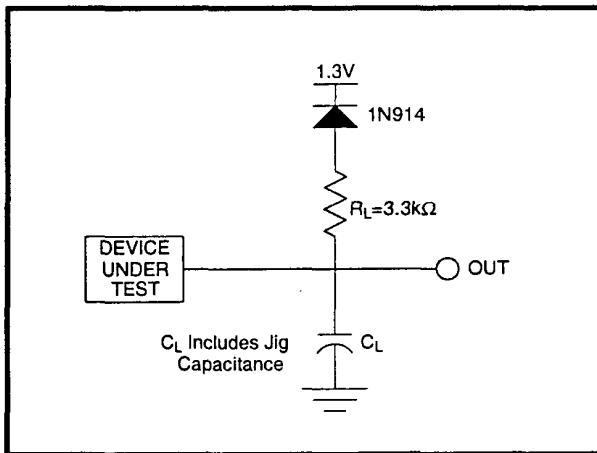 1.3V
1N914
R_L=3.3kΩ
DEVICE
UNDER
TEST
OUT
C_L Includes Jig
Capacitance
C_L